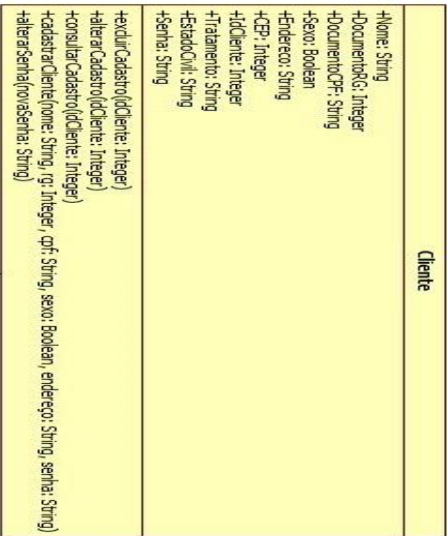 Cliente
+Nome: String
+DocumentoRG: Integer
+DocumentoCPF: String
+Sexo: Boolean
+Endereco: String
+CEP: Integer
+IdCliente: Integer
+Tratamento: String
+EstadoCivil: String
+Senha: String
+excluirCadastro(idCliente: Integer)
+alterarCadastro(idCliente: Integer)
+consultarCadastro(idCliente: Integer)
+cadastrarCliente(nome: String, rg: Integer, cpf: String, sexo: Boolean, endereço: String, senha: String)
+alterarSenha(novaSenha: String)